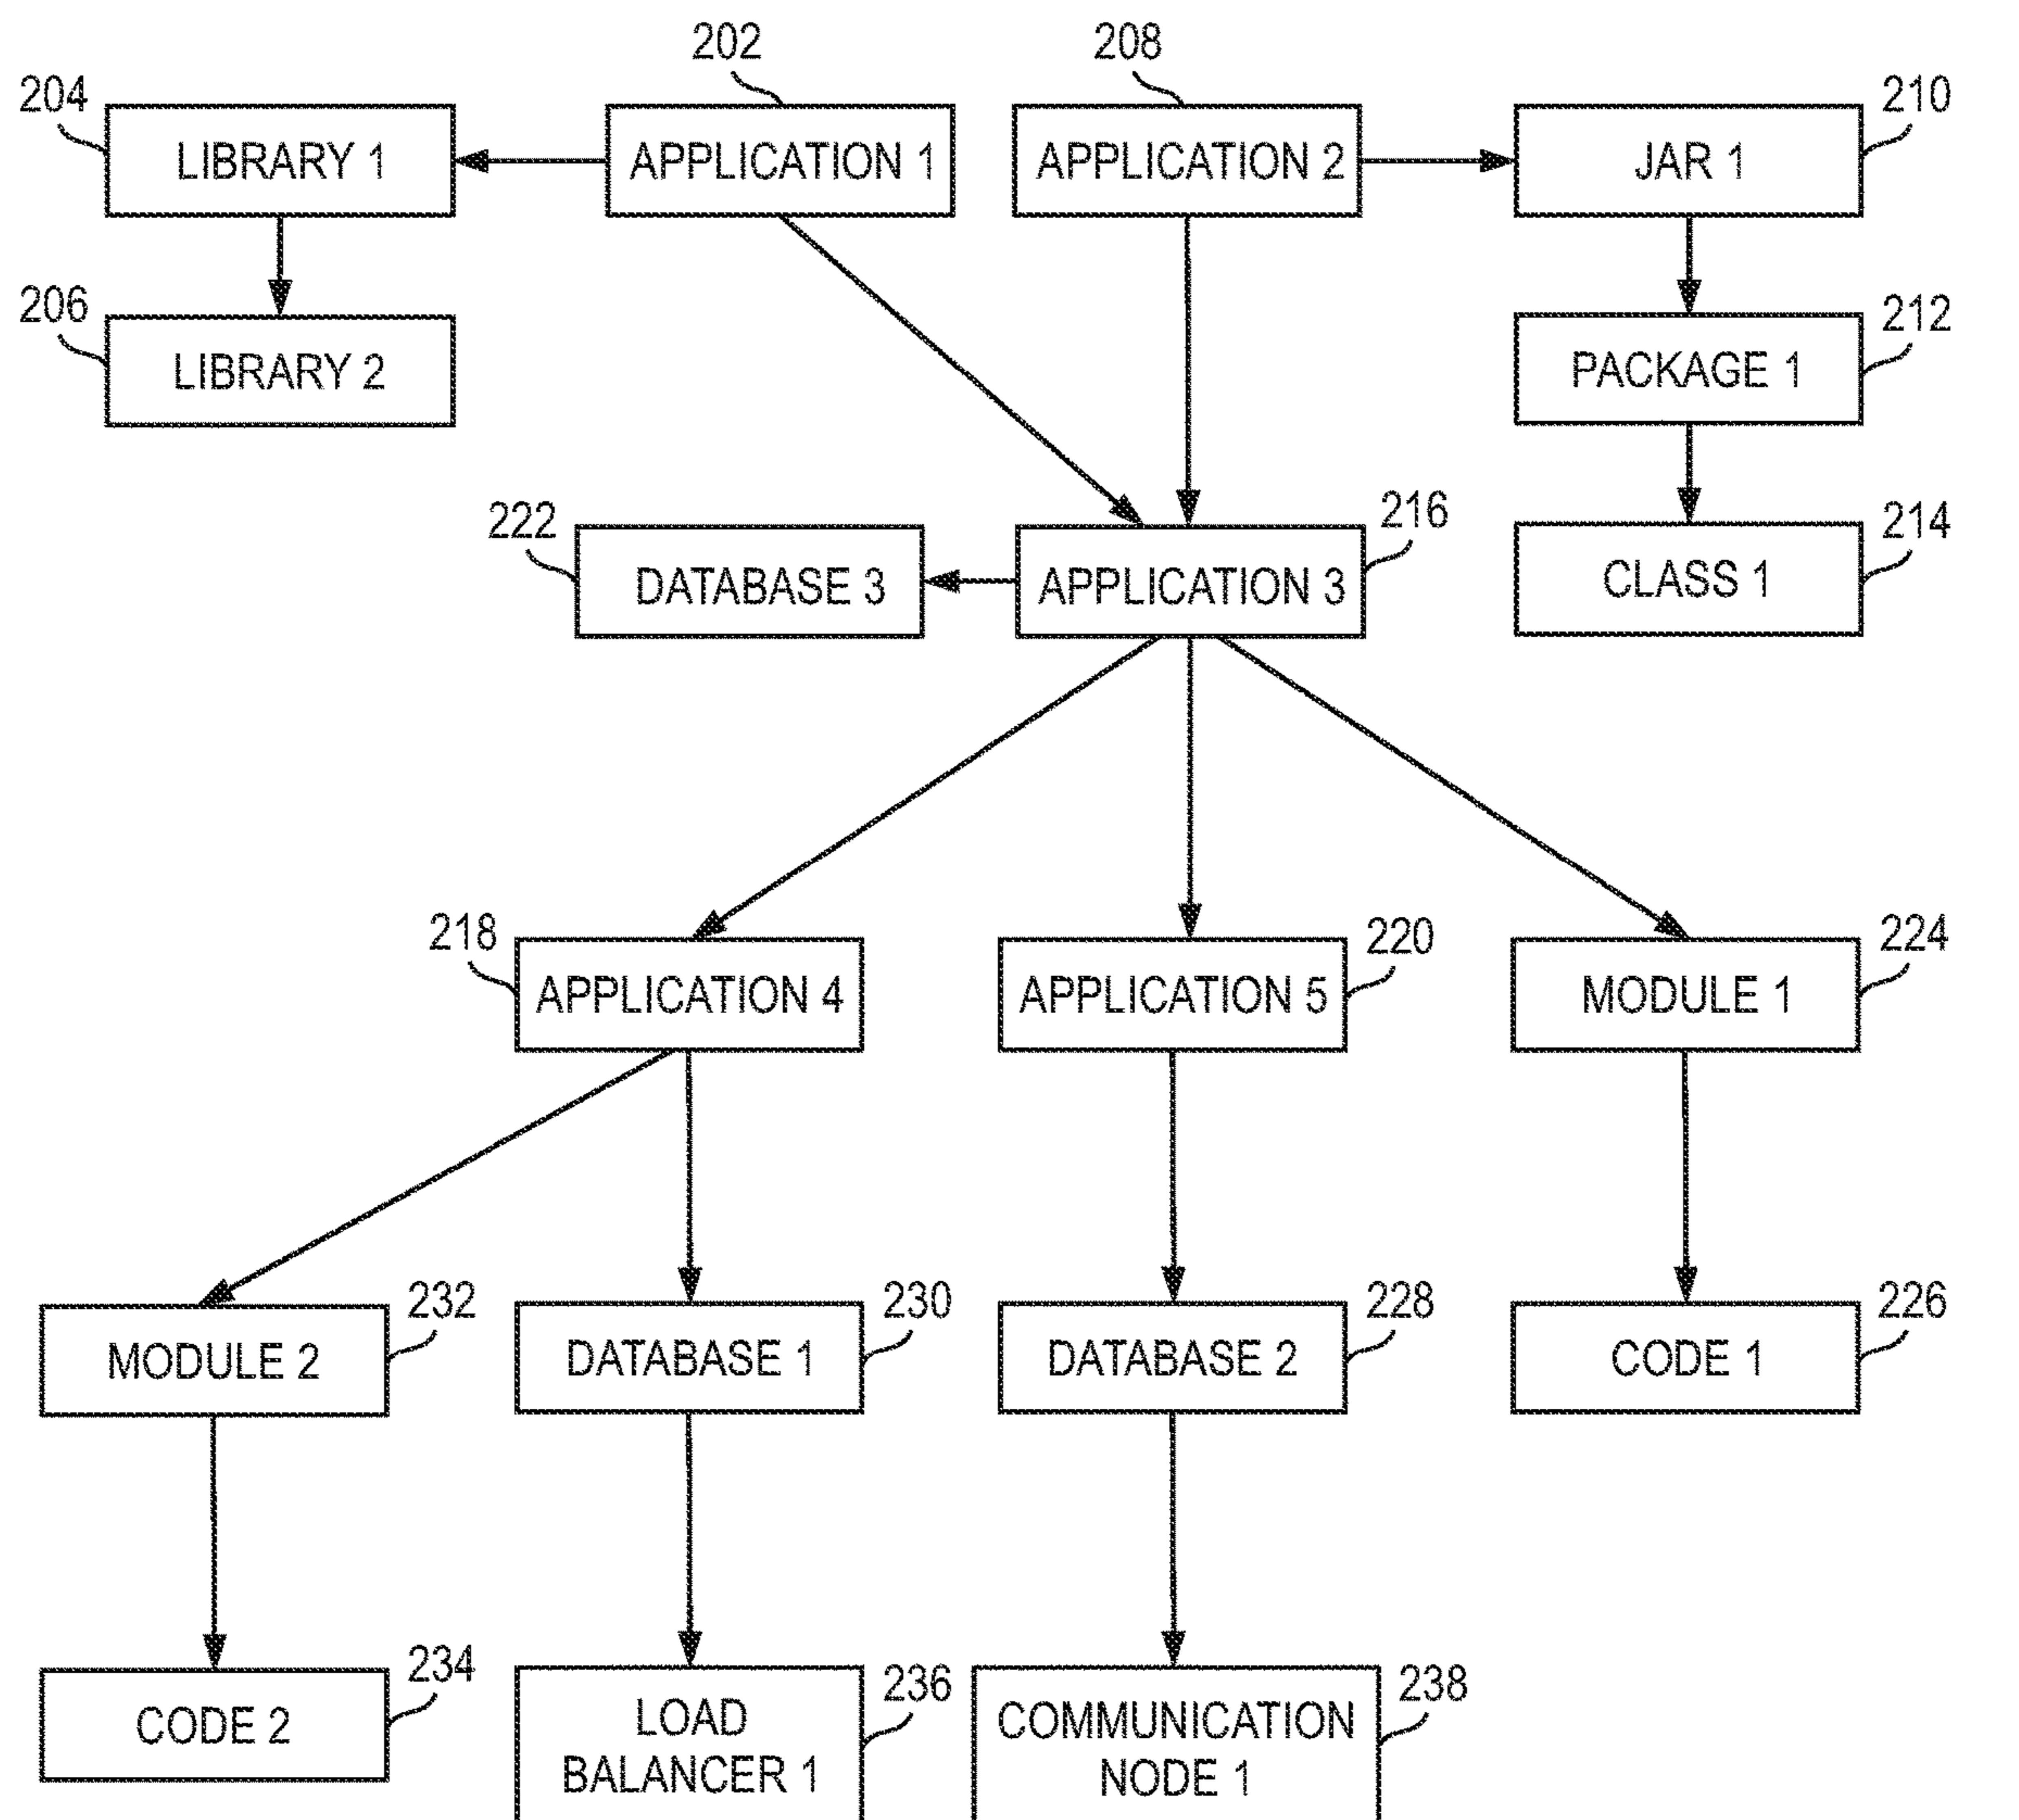 202
208
204
210
LIBRARY 1
APPLICATION 1
APPLICATION 2
JAR 1
206
212
LIBRARY 2
PACKAGE 1
222
216
214
DATABASE 3
APPLICATION 3
CLASS 1
218
220
224
APPLICATION 4
APPLICATION 5
MODULE 1
232
230
228
226
MODULE 2
DATABASE 1
DATABASE 2
CODE 1
234
236
238
CODE 2
LOAD
BALANCER 1
COMMUNICATION
NODE 1